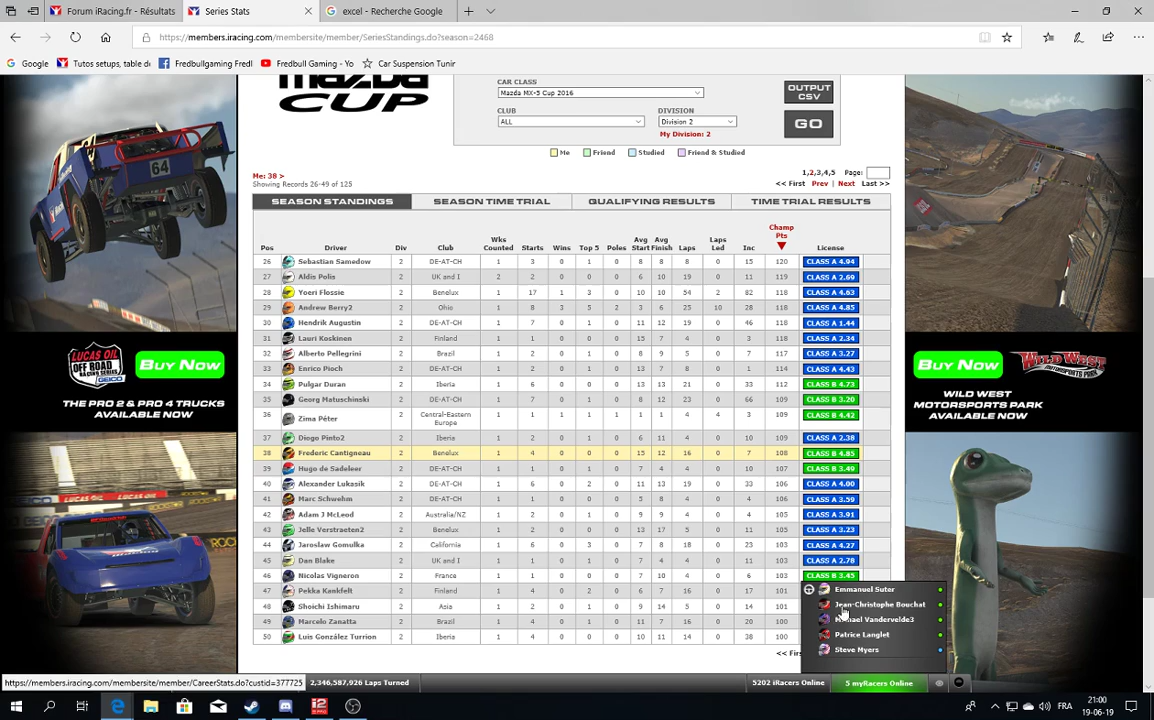 Forum iRacing.fr - Résultats
Series Stats
excel - Recherche Google
https://members.iracing.com/membersite/member/SeriesStandings.do?season=2468
Google
Tutos setups, table d
Fredbullgaming Fredl
Fredbull Gaming - Yo
Car Suspension Tunir
CUP
CAR CLASS
Mazda MX-5 Cup 2016
OUTPUT CSV
CLUB
ALL
DIVISION
Division 2
My Division: 2
GO
Me Friend Studied Friend & Studied
Me: 38 >
Showing Records 26-49 of 125
1,2,3,4,5 Page:
<< First Prev | Next Last >>
SEASON STANDINGS SEASON TIME TRIAL QUALIFYING RESULTS TIME TRIAL RESULTS
Pos Driver Div Club Wks Counted Starts Wins Top 5 Poles Avg Start Avg Finish Laps Laps Led Inc Champ Pts License
26 Sebastian Samedow 2 DE-AT-CH 1 3 0 1 0 8 8 8 0 15 120 CLASS A 4.94
27 Aldis Polis 2 UK and I 2 2 0 0 0 6 10 19 0 11 119 CLASS A 2.69
28 Yoeri Flossie 2 Benelux 1 17 1 3 0 10 10 54 2 82 118 CLASS A 4.63
29 Andrew Berry2 2 Ohio 1 8 3 5 2 3 6 25 10 28 118 CLASS A 4.85
30 Hendrik Augustin 2 DE-AT-CH 1 7 0 1 0 11 12 19 0 46 118 CLASS A 1.44
31 Lauri Koskinen 2 Finland 1 1 0 0 0 15 7 4 0 3 118 CLASS A 2.34
32 Alberto Pellegrini 2 Brazil 1 2 0 1 0 8 9 5 0 7 117 CLASS A 3.27
33 Enrico Pioch 2 DE-AT-CH 1 2 0 1 0 13 7 8 0 1 114 CLASS A 4.43
34 Pulgar Duran 2 Iberia 1 6 0 0 0 13 13 21 0 33 112 CLASS B 4.73
35 Georg Matuschinski 2 DE-AT-CH 1 7 0 1 0 8 12 23 0 66 109 CLASS B 3.20
36 Zima Péter 2 Central-Eastern Europe 1 1 1 1 1 1 1 4 4 3 109 CLASS B 4.42
37 Diogo Pinto2 2 Iberia 1 2 0 1 0 6 11 4 0 10 109 CLASS A 2.38
38 Frederic Cantigneau 2 Benelux 1 4 0 0 0 15 12 16 0 7 108 CLASS B 4.85
39 Hugo de Sadeleer 2 DE-AT-CH 1 1 0 1 0 7 4 4 0 10 107 CLASS B 3.49
40 Alexander Lukasik 2 DE-AT-CH 1 6 0 2 0 11 13 19 0 33 106 CLASS A 4.00
41 Marc Schwehm 2 DE-AT-CH 1 1 0 0 0 5 8 4 0 4 106 CLASS A 3.59
42 Adam J McLeod 2 Australia/NZ 1 2 0 0 0 9 9 4 0 4 105 CLASS A 3.91
43 Jelle Verstraeten2 2 Benelux 1 2 0 0 0 13 17 5 0 11 105 CLASS A 3.23
44 Jaroslaw Gomulka 2 California 1 6 0 3 0 7 8 18 0 23 103 CLASS A 4.27
45 Dan Blake 2 UK and I 1 2 0 0 0 7 11 5 0 12 103 CLASS A 2.78
46 Nicolas Vigneron 2 France 1 1 0 0 0 7 10 4 0 6 103 CLASS B 3.45
47 Pekka Kankfelt 2 Finland 1 4 0 2 0 6 7 16 0 17 101
48 Shoichi Ishimaru 2 Asia 1 2 0 0 0 9 14 5 0 14 101
49 Marcelo Zanatta 2 Brazil 1 4 0 1 0 11 7 16 0 20 100
50 Luis González Turrion 2 Iberia 1 4 0 0 0 10 11 14 0 38 100
<< Firs
Emmanuel Suter
Jean-Christophe Bouchat
Vandervelde3
Patrice Langlet
Steve Myers
64
LUCAS OIL
OFF ROAD
RACING SERIES
GEICO
Buy Now
THE PRO 2 & PRO 4 TRUCKS
AVAILABLE NOW
Buy Now
WILD WEST
MOTORSPORTS PARK
WILD WEST
MOTORSPORTS PARK
AVAILABLE NOW
https://members.iracing.com/membersite/member/CareerStats.do?custid=377725
2,346,587,926 Laps Turned
5202 iRacers Online
5 myRacers Online
FRA
21:00
19-06-19